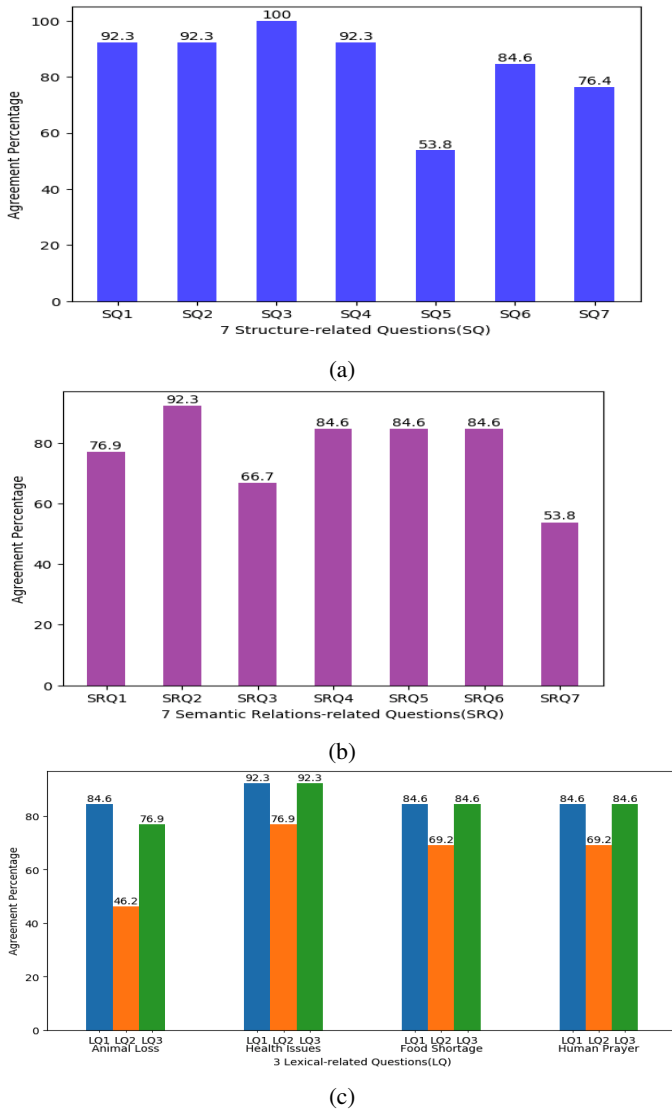 100
92.3 92.3 100 92.3 53.8 84.6 76.4
80
60
40
20
0
Agreement Percentage
SQ1 SQ2 SQ3 SQ4 SQ5 SQ6 SQ7
7 Structure-related Questions(SQ)
(a)
76.9 92.3 66.7 84.6 84.6 84.6 53.8
80
60
40
20
0
Agreement Percentage
SRQ1 SRQ2 SRQ3 SRQ4 SRQ5 SRQ6 SRQ7
7 Semantic Relations-related Questions(SRQ)
(b)
84.6 46.2 76.9 92.3 76.9 92.3 84.6 69.2 84.6 84.6 69.2 84.6
80
60
40
20
0
Agreement Percentage
LQ1 LQ2 LQ3 LQ1 LQ2 LQ3 LQ1 LQ2 LQ3 LQ1 LQ2 LQ3
Animal Loss Health Issues Food Shortage Human Prayer
3 Lexical-related Questions(LQ)
(c)